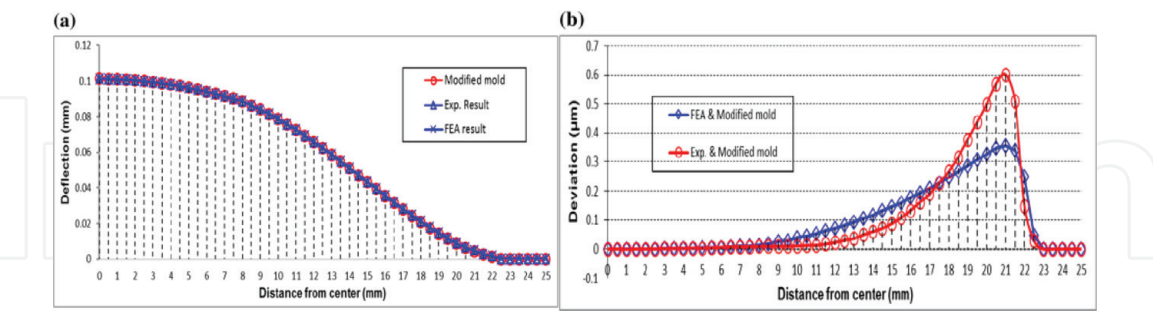 (a)
(b)
0.12
0.1
0.08
0.06
0.04
0.02
0
Deflection (mm)
Modified mold
Exp. Result
FEA result
0 1 2 3 4 5 6 7 8 9 10 11 12 13 14 15 16 17 18 19 20 21 22 23 24 25
Distance from center (mm)
0.7
0.6
0.5
0.4
0.3
0.2
0.1
0
-0.1
Deviation (μm)
FEA & Modified mold
Exp. & Modified mold
0 1 2 3 4 5 6 7 8 9 10 11 12 13 14 15 16 17 18 19 20 21 22 23 24 25
Distance from center (mm)